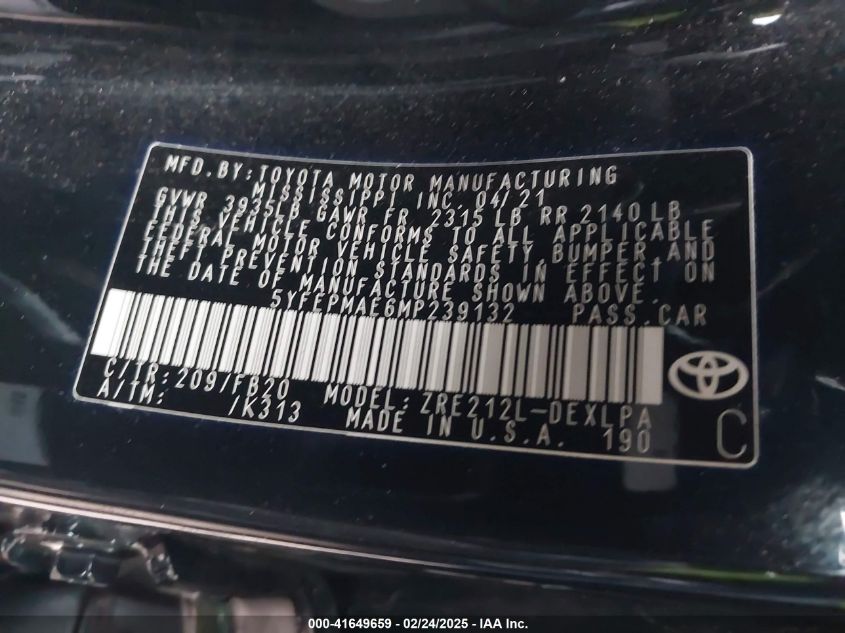 MFD.BY:TOYOTA MOTOR MANUFACTURING
MISSISSIPPI INC. 04/21
GVWR 3935LB GAWR FR 2315 LB RR 2140 LB
THIS VEHICLE CONFORMS TO ALL APPLICABLE
FEDERAL MOTOR VEHICLE SAFETY,BUMPER,AND
THEFT PREVENTION STANDARDS IN EFFECT ON
THE DATE OF MANUFACTURE SHOWN ABOVE.
5YFEPMAE6MP239132 PASS.CAR
C/TR:209/FB20 MODEL:ZRE212L-DEXLPA
A/TM: /K313 MADE IN U.S.A. 190
C
000-41649659 - 02/24/2025 - IAA Inc.